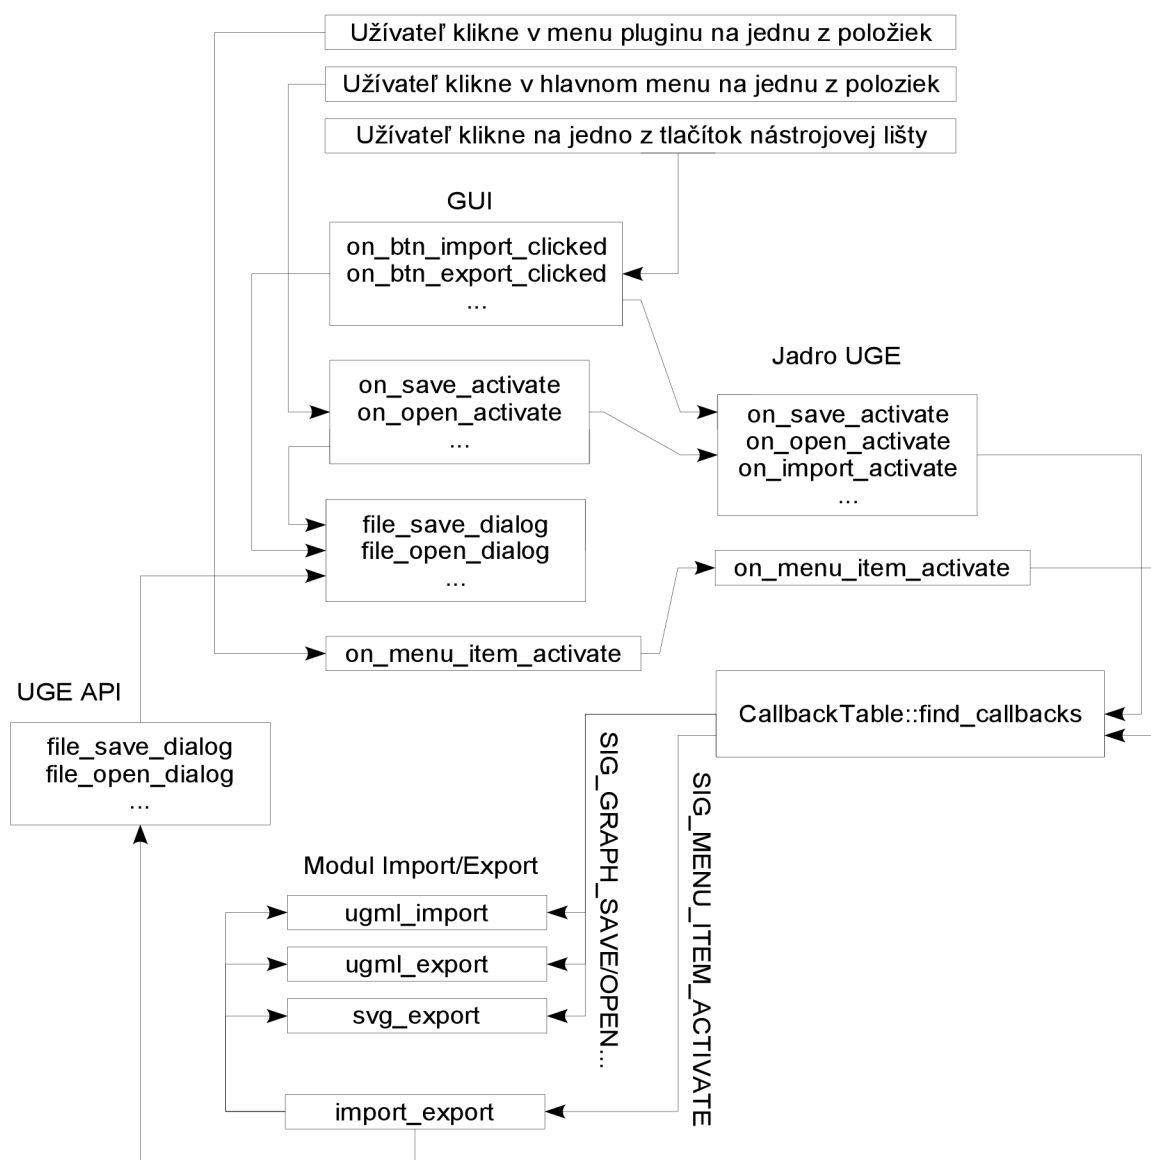 Užívateľ klikne v menu pluginu na jednu z položiek
Užívateľ klikne v hlavnom menu na jednu z poloziek
Užívateľ klikne na jedno z tlačítok nástrojovej lišty
GUI
on_btn_import_clicked
on_btn_export_clicked
...
Jadro UGE
on_save_activate
on_open_activate
...
on_save_activate
on_open_activate
on_import_activate
...
file_save_dialog
file_open_dialog
...
on_menu_item_activate
on_menu_item_activate
UGE API
file_save_dialog
file_open_dialog
...
CallbackTable::find_callbacks
SIG_GRAPH_SAVE/OPEN...
SIG_MENU_ITEM_ACTIVATE
Modul Import/Export
ugml_import
ugml_export
svg_export
import_export